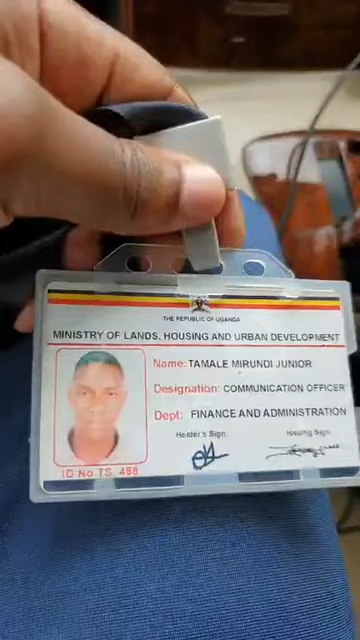 THE REPUBLIC OF UGANDA
MINISTRY OF LANDS, HOUSING AND URBAN DEVELOPMENT
Name: TAMALE MIRUNDI JUNIOR
Designation: COMMUNICATION OFFICER
Dept: FINANCE AND ADMINISTRATION
Holder's Sign: Issuing Sign:
ID No.TS 498